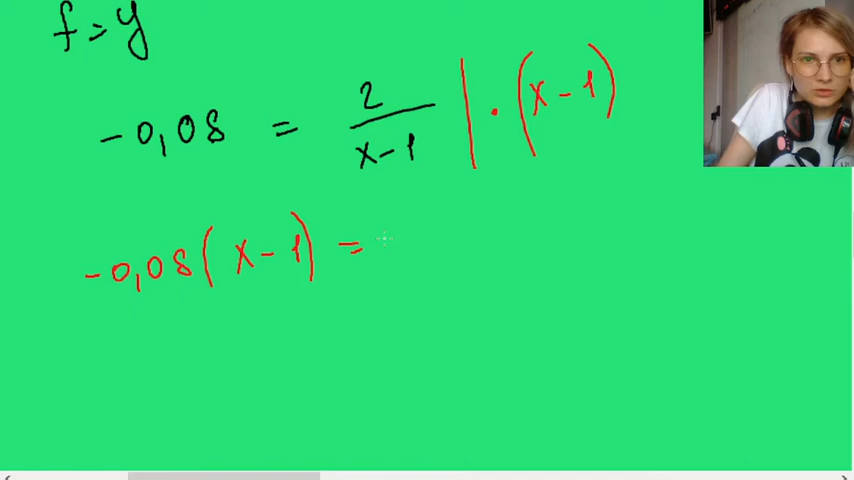 f = y
-0,08 = 2/(x-1) | · (x-1)
-0,08(x-1) =